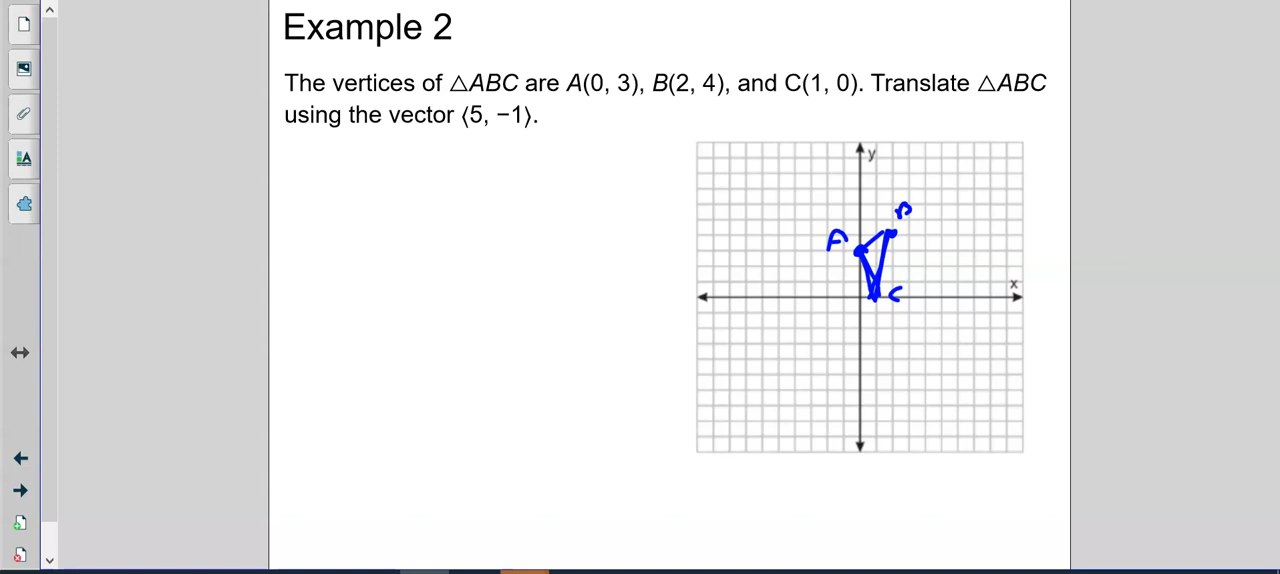 Example 2
The vertices of △ABC are A(0, 3), B(2, 4), and C(1, 0). Translate △ABC
using the vector ⟨5, −1⟩.
y
B
A
x
C